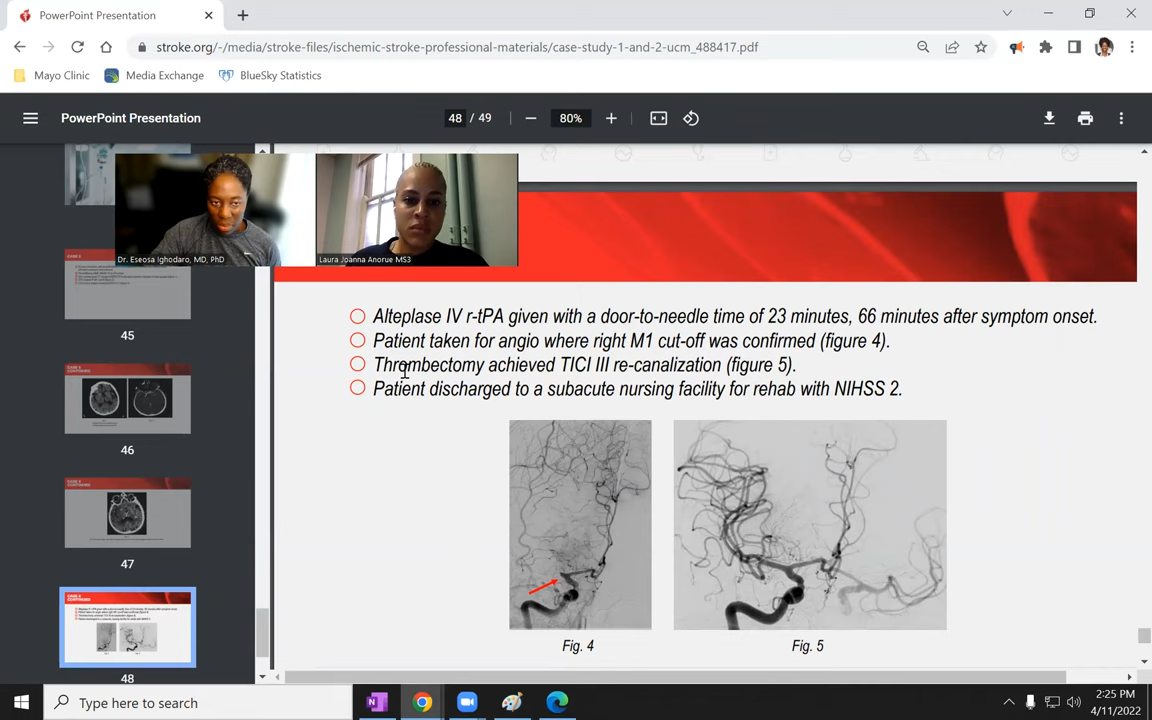 PowerPoint Presentation
stroke.org/-/media/stroke-files/ischemic-stroke-professional-materials/case-study-1-and-2-ucm_488417.pdf
Mayo Clinic
Media Exchange
BlueSky Statistics
PowerPoint Presentation
48 / 49
80%
Dr. Eseosa Ighodaro, MD, PhD
Laura Joanna Anorue MS3
45
46
47
48
Alteplase IV r-tPA given with a door-to-needle time of 23 minutes, 66 minutes after symptom onset.
Patient taken for angio where right M1 cut-off was confirmed (figure 4).
Thrombectomy achieved TICI III re-canalization (figure 5).
Patient discharged to a subacute nursing facility for rehab with NIHSS 2.
Fig. 4
Fig. 5
Type here to search
2:25 PM
4/11/2022